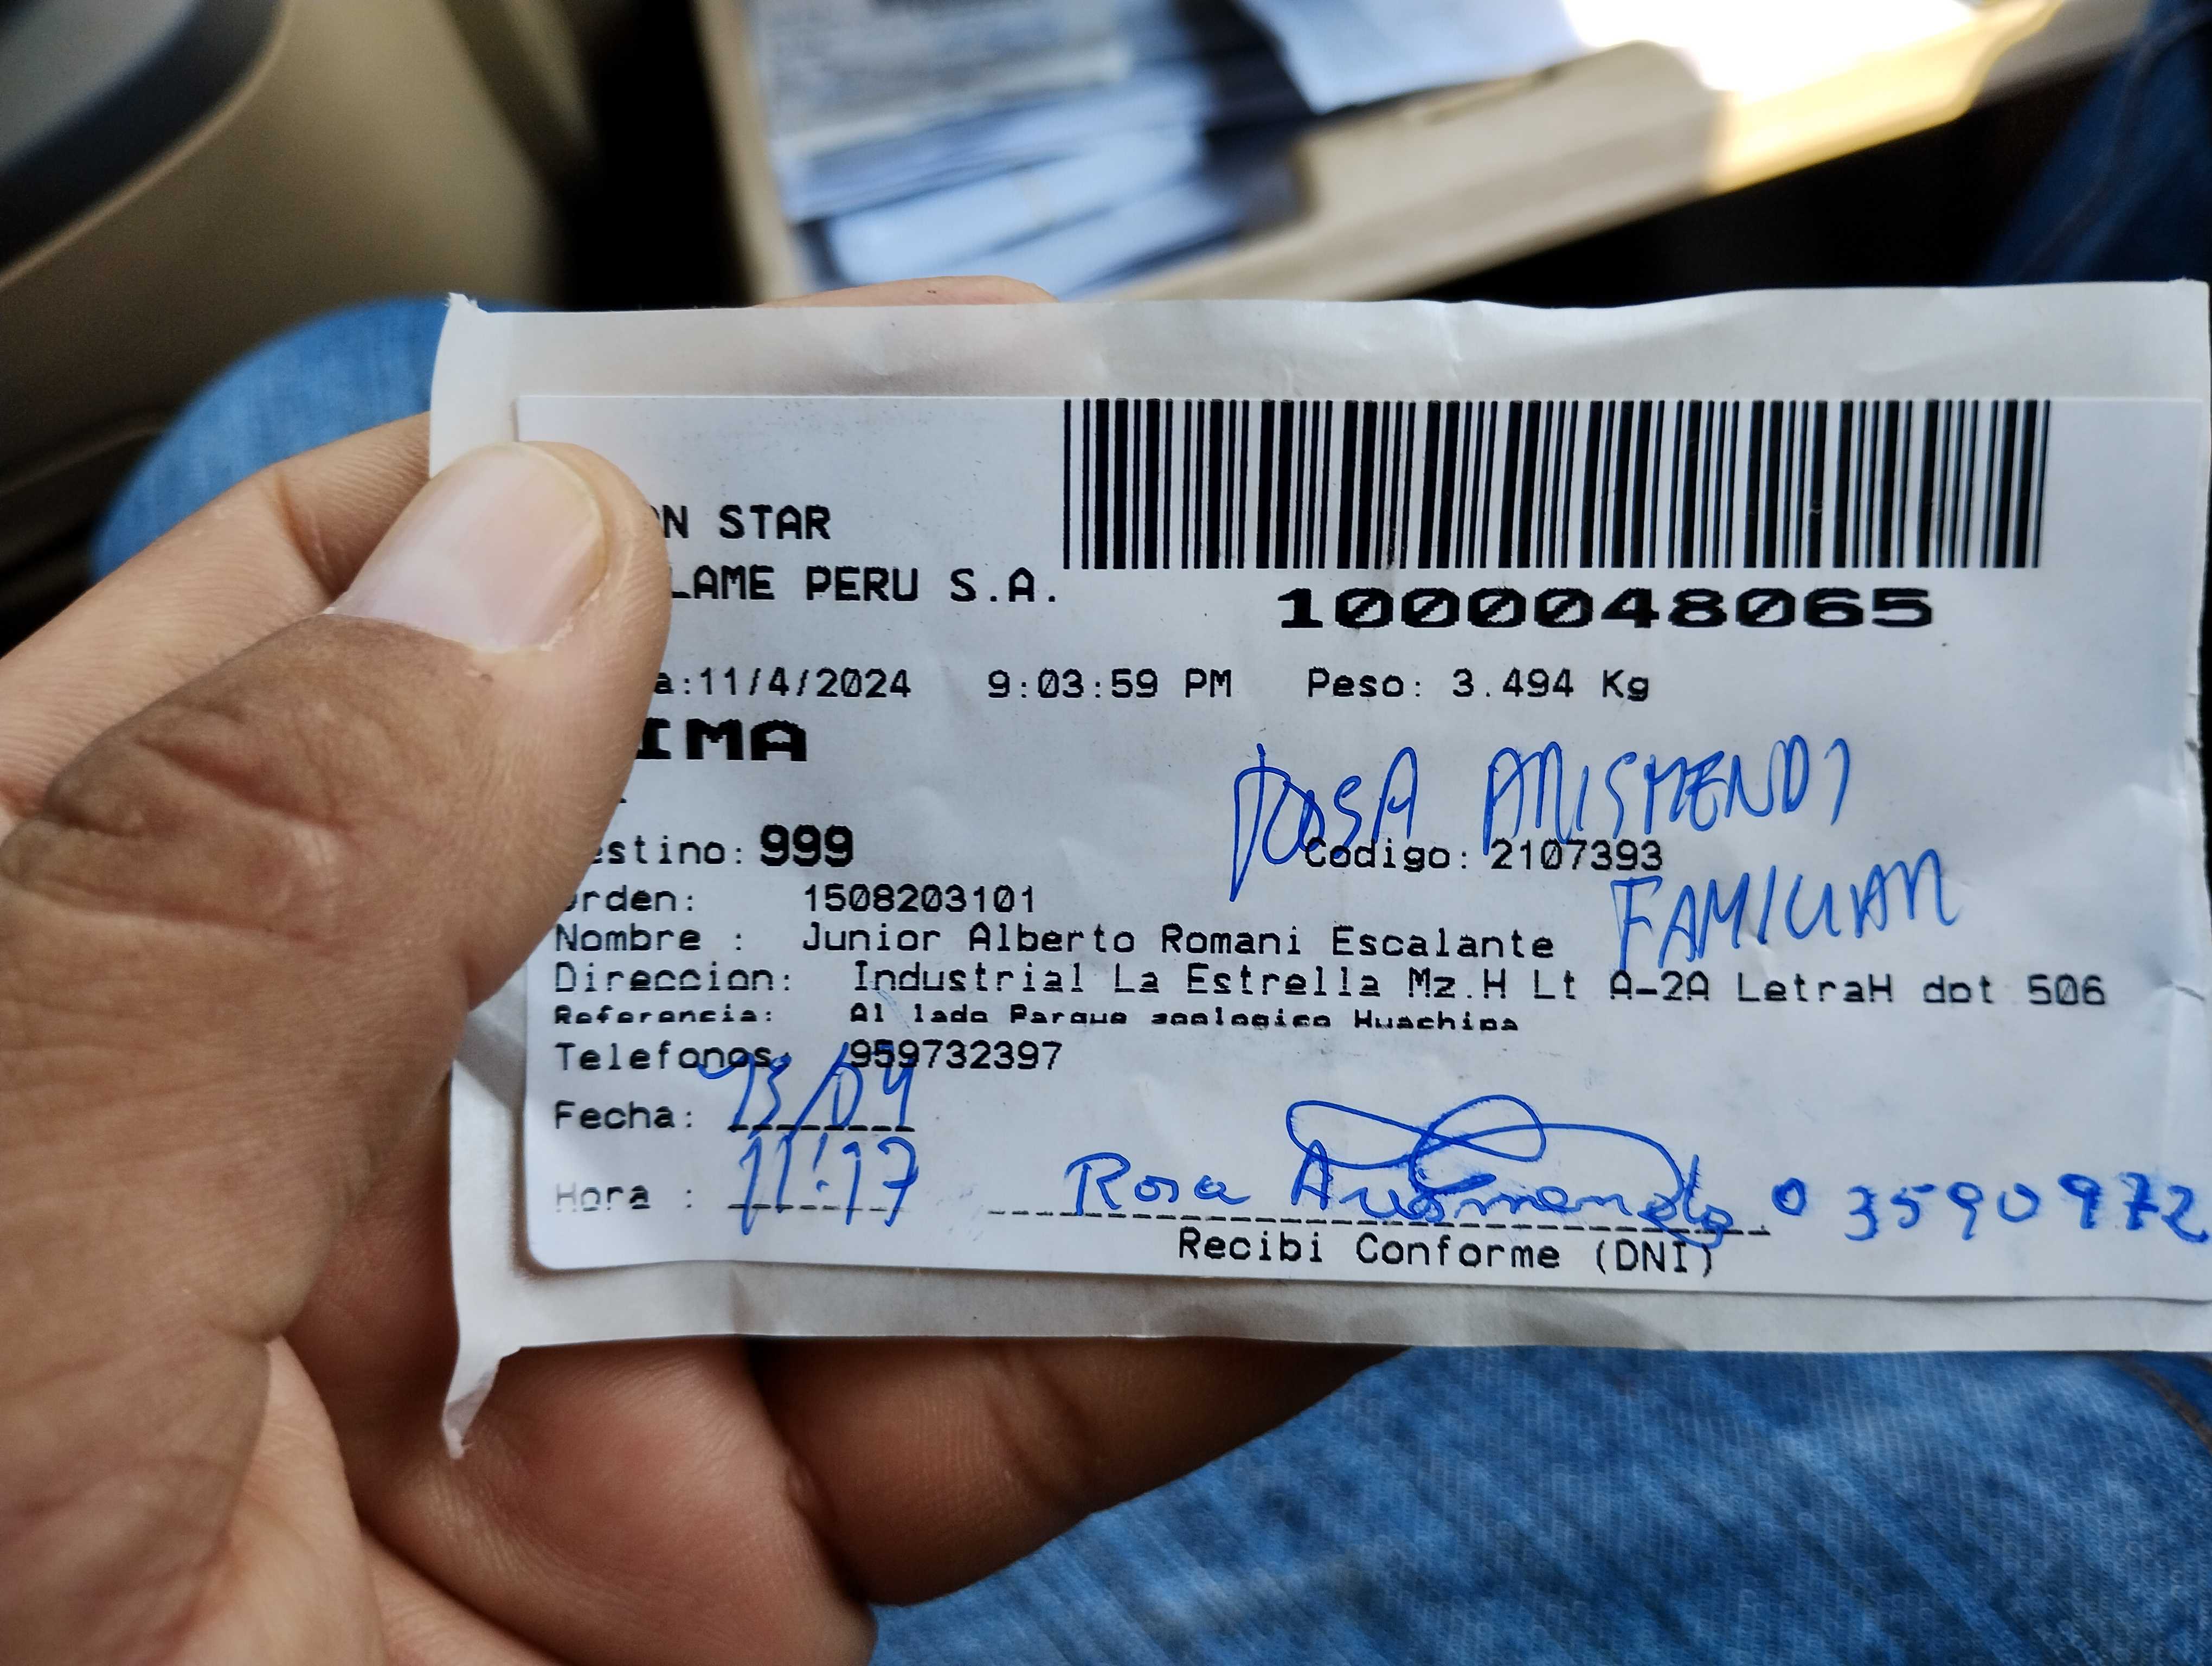 N STAR
LAME PERU S.A.
1000048065
a:11/4/2024 9:03:59 PM Peso: 3.494 Kg
IMA
ROSA ARISMENDI
estino: 999 Codigo: 2107393
FAMILIAR
rden: 1508203101
Nombre : Junior Alberto Romani Escalante
Direccion: Industrial La Estrella Mz.H Lt A-2A LetraH dpt 506
Referencia: Al lado Parque zoologico Huachipa
Telefonos: 959732397
Fecha: 13/04
Hora : 11:17 Rosa 03590972
Recibi Conforme (DNI)